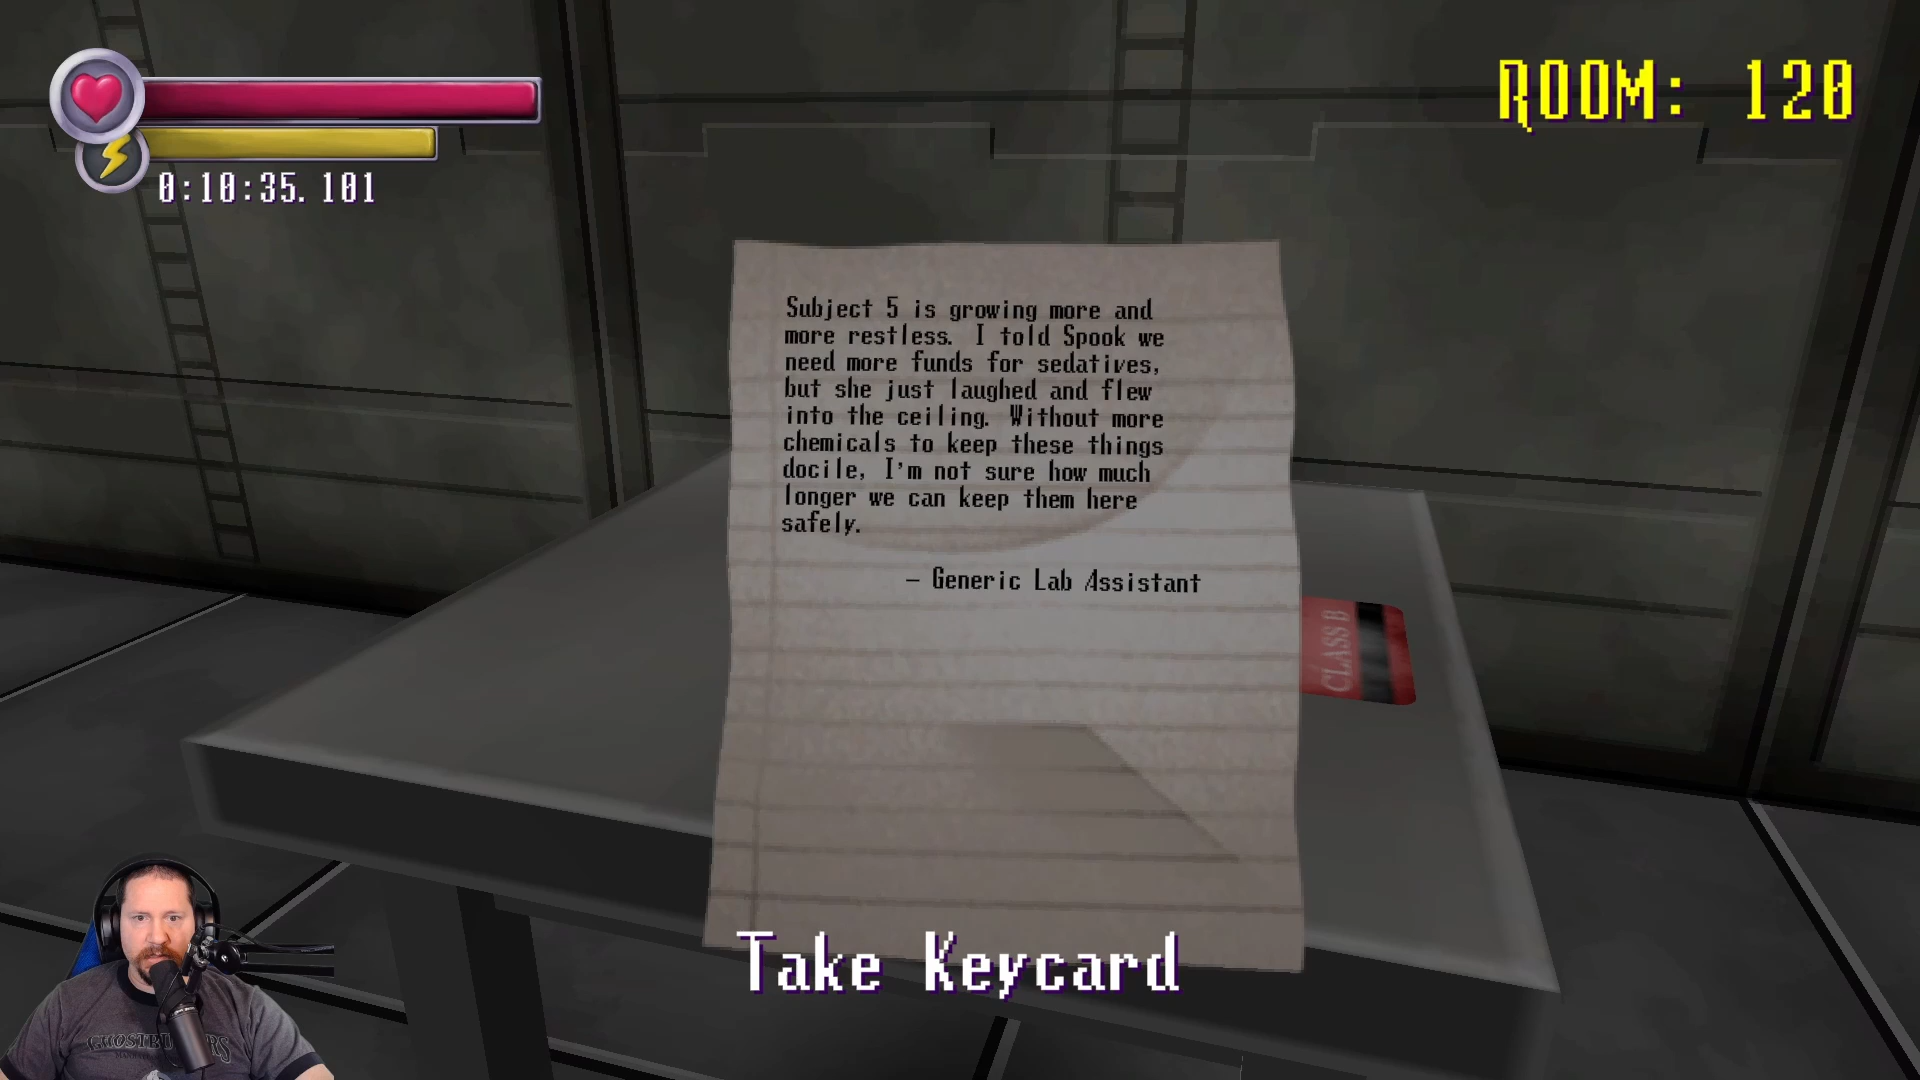 ROOM: 120
0:10:35.101
Subject 5 is growing more and
more restless. I told Spook we
need more funds for sedatives,
but she just laughed and flew
into the ceiling. Without more
chemicals to keep these things
docile, I'm not sure how much
longer we can keep them here
safely.
- Generic Lab Assistant
CLASS B
Take Keycard